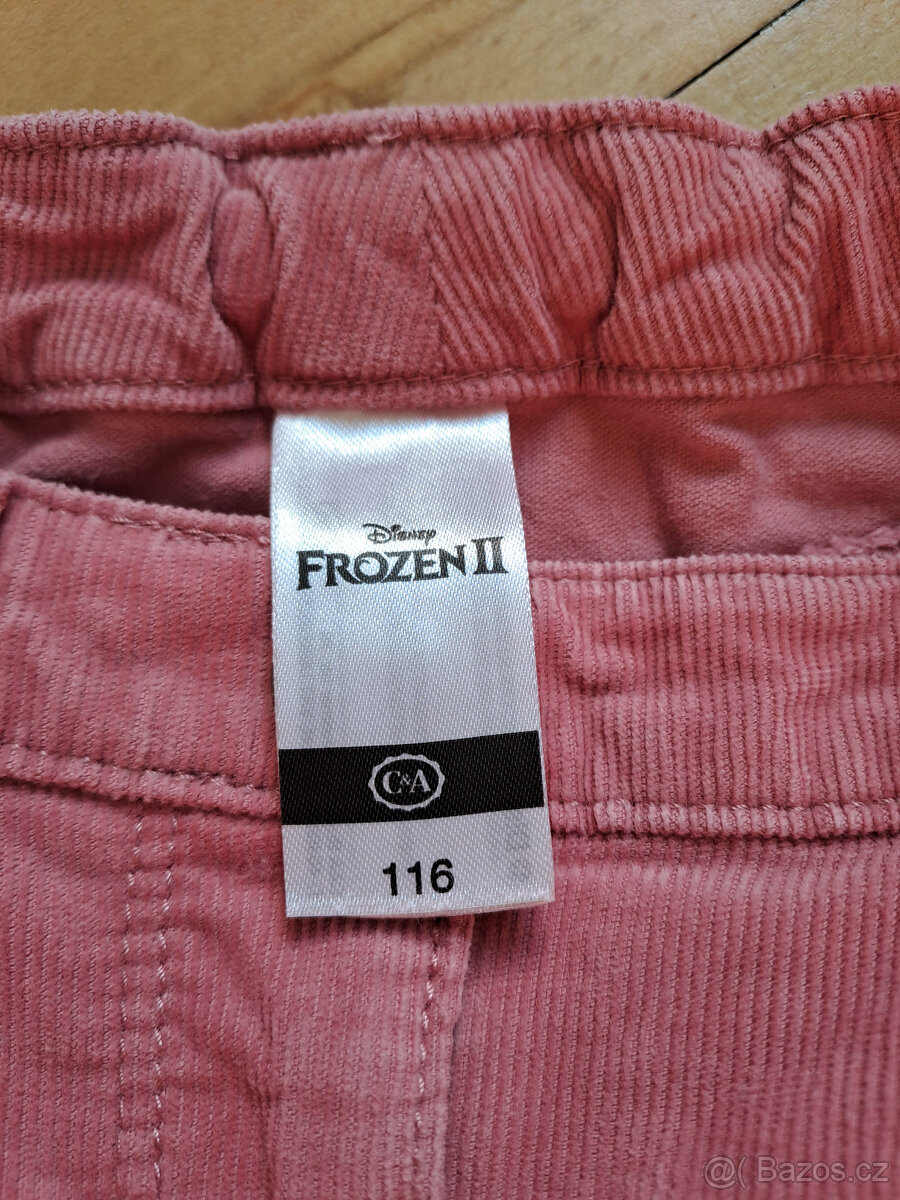 Disney
FROZEN II
C&A
116
@( Bazos.cz